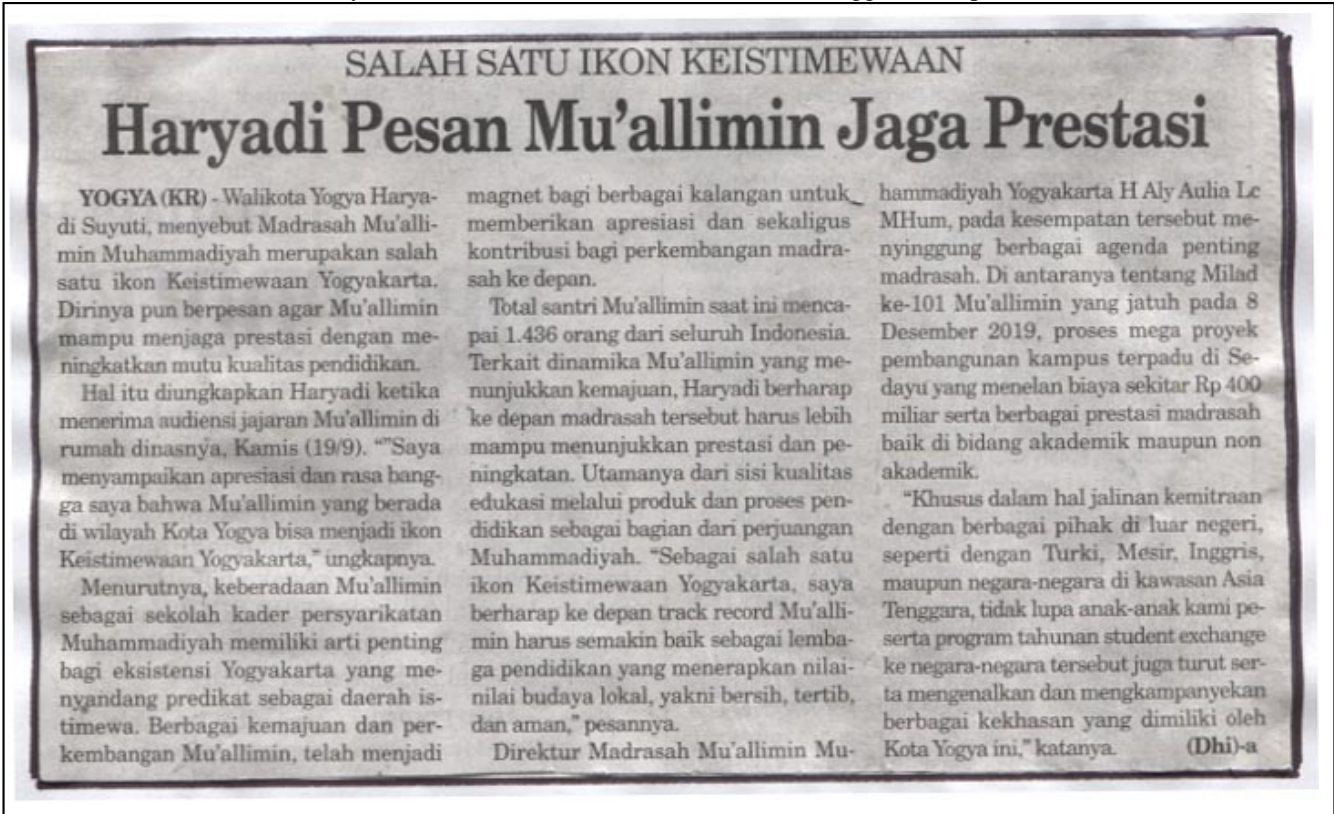 SALAH SATU IKON KEISTIMEWAAN
Haryadi Pesan Mu'allimin Jaga Prestasi
YOGYA (KR) - Walikota Yogya Harya-
di Suyuti, menyebut Madrasah Mu'alli-
min Muhammadiyah merupakan salah
satu ikon Keistimewaan Yogyakarta.
Dirinya pun berpesan agar Mu'allimin
mampu menjaga prestasi dengan me-
ningkatkan mutu kualitas pendidikan.
Hal itu diungkapkan Haryadi ketika
menerima audiensi jajaran Mu'allimin di
rumah dinasnya, Kamis (19/9). ""Saya
menyampaikan apresiasi dan rasa bang-
ga saya bahwa Mu'allimin yang berada
di wilayah Kota Yogya bisa menjadi ikon
Keistimewaan Yogyakarta," ungkapnya.
Menurutnya, keberadaan Mu'allimin
sebagai sekolah kader persyarikatan
Muhammadiyah memiliki arti penting
bagi eksistensi Yogyakarta yang me-
nyandang predikat sebagai daerah is-
timewa. Berbagai kemajuan dan per-
kembangan Mu'allimin, telah menjadi
magnet bagi berbagai kalangan untuk
memberikan apresiasi dan sekaligus
kontribusi bagi perkembangan madra-
sah ke depan.
Total santri Mu'allimin saat ini menca-
pai 1.436 orang dari seluruh Indonesia.
Terkait dinamika Mu'allimin yang me-
nunjukkan kemajuan, Haryadi berharap
ke depan madrasah tersebut harus lebih
mampu menunjukkan prestasi dan pe-
ningkatan. Utamanya dari sisi kualitas
edukasi melalui produk dan proses pen-
didikan sebagai bagian dari perjuangan
Muhammadiyah. "Sebagai salah satu
ikon Keistimewaan Yogyakarta, saya
berharap ke depan track record Mu'alli-
min harus semakin baik sebagai lemba-
ga pendidikan yang menerapkan nilai-
nilai budaya lokal, yakni bersih, tertib,
dan aman," pesannya.
Direktur Madrasah Mu'allimin Mu-
hammadiyah Yogyakarta H Aly Aulia Lc
MHum, pada kesempatan tersebut me-
nyinggung berbagai agenda penting
madrasah. Di antaranya tentang Milad
ke-101 Mu'allimin yang jatuh pada 8
Desember 2019, proses mega proyek
pembangunan kampus terpadu di Se-
dayu yang menelan biaya sekitar Rp 400
miliar serta berbagai prestasi madrasah
baik di bidang akademik maupun non
akademik.
"Khusus dalam hal jalinan kemitraan
dengan berbagai pihak di luar negeri,
seperti dengan Turki, Mesir, Inggris,
maupun negara-negara di kawasan Asia
Tenggara, tidak lupa anak-anak kami pe-
serta program tahunan student exchange
ke negara-negara tersebut juga turut ser-
ta mengenalkan dan mengkampanyekan
berbagai kekhasan yang dimiliki oleh
Kota Yogya ini," katanya. (Dhi)-a